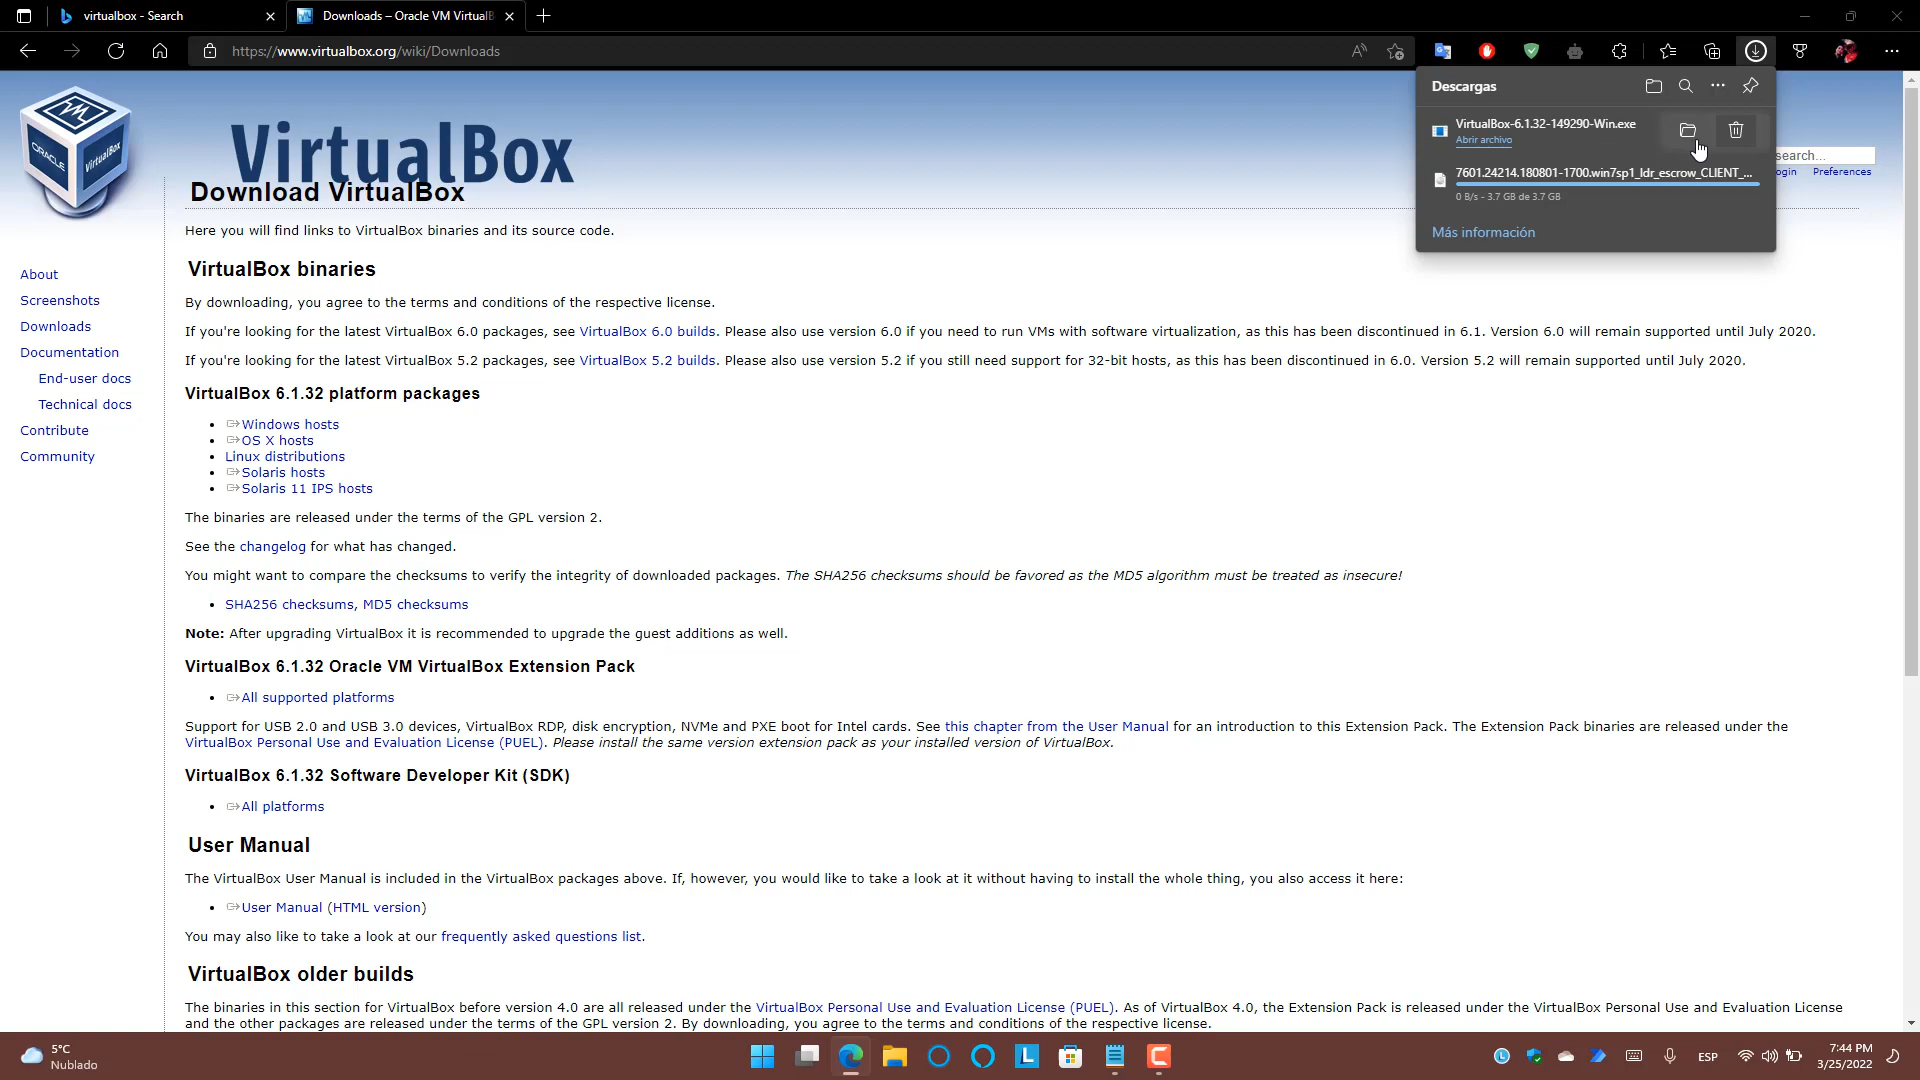 virtualbox - Search
Downloads – Oracle VM VirtualB
https://www.virtualbox.org/wiki/Downloads
Descargas
VirtualBox-6.1.32-149290-Win.exe
Abrir archivo
7601.24214.180801-1700.win7sp1_ldr_escrow_CLIENT_...
0 B/s - 3.7 GB de 3.7 GB
Más información
search...
ogin Preferences
ORACLE
VirtualBox
VirtualBox
Download VirtualBox
Here you will find links to VirtualBox binaries and its source code.
About
Screenshots
Downloads
Documentation
End-user docs
Technical docs
Contribute
Community
VirtualBox binaries
By downloading, you agree to the terms and conditions of the respective license.
If you're looking for the latest VirtualBox 6.0 packages, see VirtualBox 6.0 builds. Please also use version 6.0 if you need to run VMs with software virtualization, as this has been discontinued in 6.1. Version 6.0 will remain supported until July 2020.
If you're looking for the latest VirtualBox 5.2 packages, see VirtualBox 5.2 builds. Please also use version 5.2 if you still need support for 32-bit hosts, as this has been discontinued in 6.0. Version 5.2 will remain supported until July 2020.
VirtualBox 6.1.32 platform packages
Windows hosts
OS X hosts
Linux distributions
Solaris hosts
Solaris 11 IPS hosts
The binaries are released under the terms of the GPL version 2.
See the changelog for what has changed.
You might want to compare the checksums to verify the integrity of downloaded packages. The SHA256 checksums should be favored as the MD5 algorithm must be treated as insecure!
SHA256 checksums, MD5 checksums
Note: After upgrading VirtualBox it is recommended to upgrade the guest additions as well.
VirtualBox 6.1.32 Oracle VM VirtualBox Extension Pack
All supported platforms
Support for USB 2.0 and USB 3.0 devices, VirtualBox RDP, disk encryption, NVMe and PXE boot for Intel cards. See this chapter from the User Manual for an introduction to this Extension Pack. The Extension Pack binaries are released under the
VirtualBox Personal Use and Evaluation License (PUEL). Please install the same version extension pack as your installed version of VirtualBox.
VirtualBox 6.1.32 Software Developer Kit (SDK)
All platforms
User Manual
The VirtualBox User Manual is included in the VirtualBox packages above. If, however, you would like to take a look at it without having to install the whole thing, you also access it here:
User Manual (HTML version)
You may also like to take a look at our frequently asked questions list.
VirtualBox older builds
The binaries in this section for VirtualBox before version 4.0 are all released under the VirtualBox Personal Use and Evaluation License (PUEL). As of VirtualBox 4.0, the Extension Pack is released under the VirtualBox Personal Use and Evaluation License
and the other packages are released under the terms of the GPL version 2. By downloading, you agree to the terms and conditions of the respective license.
5°C
Nublado
ESP
7:44 PM
3/25/2022